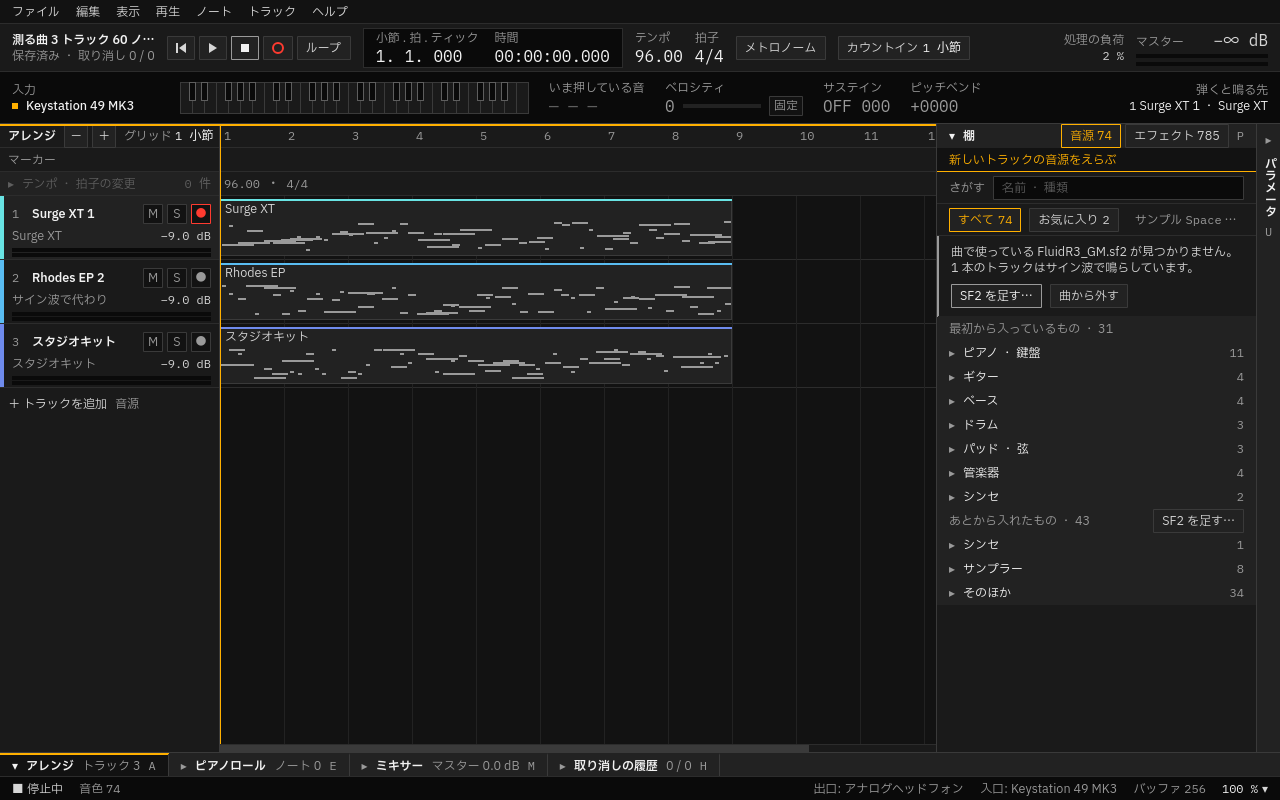 ファイル 編集 表示 再生 ノート トラック ヘルプ
測る曲 3 トラック 60 ノ…
保存済み ・ 取り消し 0 / 0
ループ
小節 . 拍 . ティック 時間
1. 1. 000 00:00:00.000
テンポ 拍子
96.00 4/4
メトロノーム
カウントイン 1 小節
処理の負荷 マスター −∞ dB
2 %
入力
Keystation 49 MK3
いま押している音 ベロシティ サステイン ピッチベンド
— — — 0 固定 OFF 000 +0000
弾くと鳴る先
1 Surge XT 1 ・ Surge XT
アレンジ − + グリッド 1 小節
1 2 3 4 5 6 7 8 9 10 11 1
マーカー
▸ テンポ ・ 拍子の変更 0 件
96.00 ・ 4/4
1 Surge XT 1 M S
Surge XT −9.0 dB
Surge XT
2 Rhodes EP 2 M S
サイン波で代わり −9.0 dB
Rhodes EP
3 スタジオキット M S
スタジオキット −9.0 dB
スタジオキット
+ トラックを追加 音源
▾ 棚 音源 74 エフェクト 785 P
新しいトラックの音源をえらぶ
さがす 名前 ・ 種類
すべて 74 お気に入り 2 サンプル Space …
曲で使っている FluidR3_GM.sf2 が見つかりません。
1 本のトラックはサイン波で鳴らしています。
SF2 を足す… 曲から外す
最初から入っているもの ・ 31
▸ ピアノ ・ 鍵盤 11
▸ ギター 4
▸ ベース 4
▸ ドラム 3
▸ パッド ・ 弦 3
▸ 管楽器 4
▸ シンセ 2
あとから入れたもの ・ 43 SF2 を足す…
▸ シンセ 1
▸ サンプラー 8
▸ そのほか 34
▸ パラメータ U
▾ アレンジ トラック 3 A ▸ ピアノロール ノート 0 E ▸ ミキサー マスター 0.0 dB M ▸ 取り消しの履歴 0 / 0 H
■ 停止中 音色 74
出口: アナログヘッドフォン 入口: Keystation 49 MK3 バッファ 256 100 % ▾